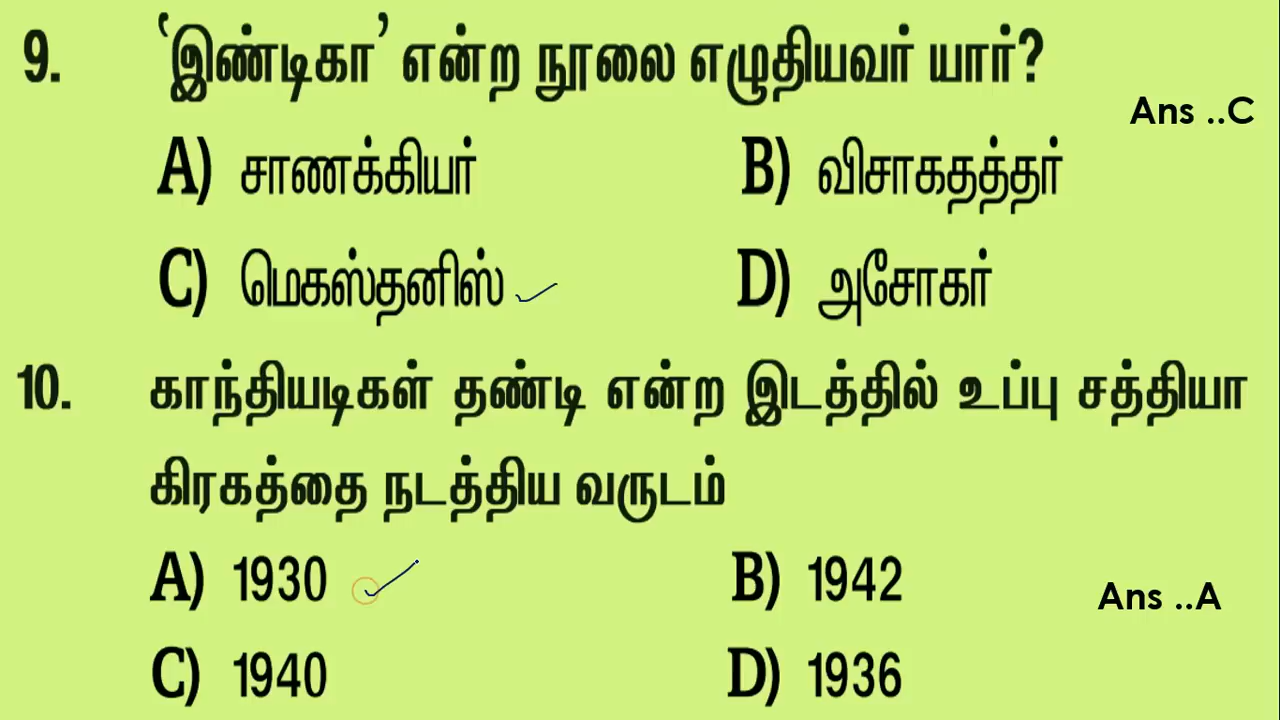 9. ‘இண்டிகா’ என்ற நூலை எழுதியவர் யார்?
Ans ..C
A) சாணக்கியர் B) விசாகதத்தர்
C) மெகஸ்தனிஸ் D) அசோகர்
10. காந்தியடிகள் தண்டி என்ற இடத்தில் உப்பு சத்தியா
கிரகத்தை நடத்திய வருடம்
A) 1930 B) 1942
Ans ..A
C) 1940 D) 1936